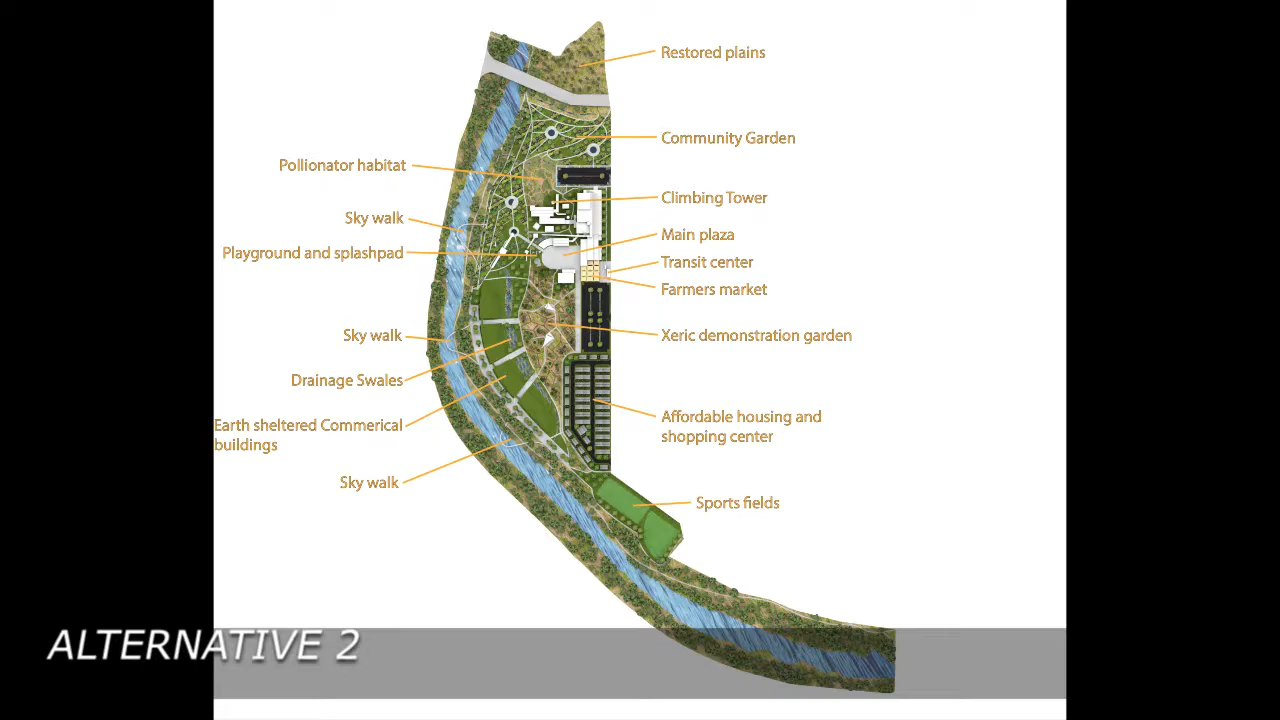 Restored plains
Community Garden
Pollionator habitat
Climbing Tower
Sky walk
Main plaza
Playground and splashpad
Transit center
Farmers market
Sky walk
Xeric demonstration garden
Drainage Swales
Affordable housing and
shopping center
Earth sheltered Commerical
buildings
Sky walk
Sports fields
ALTERNATIVE 2